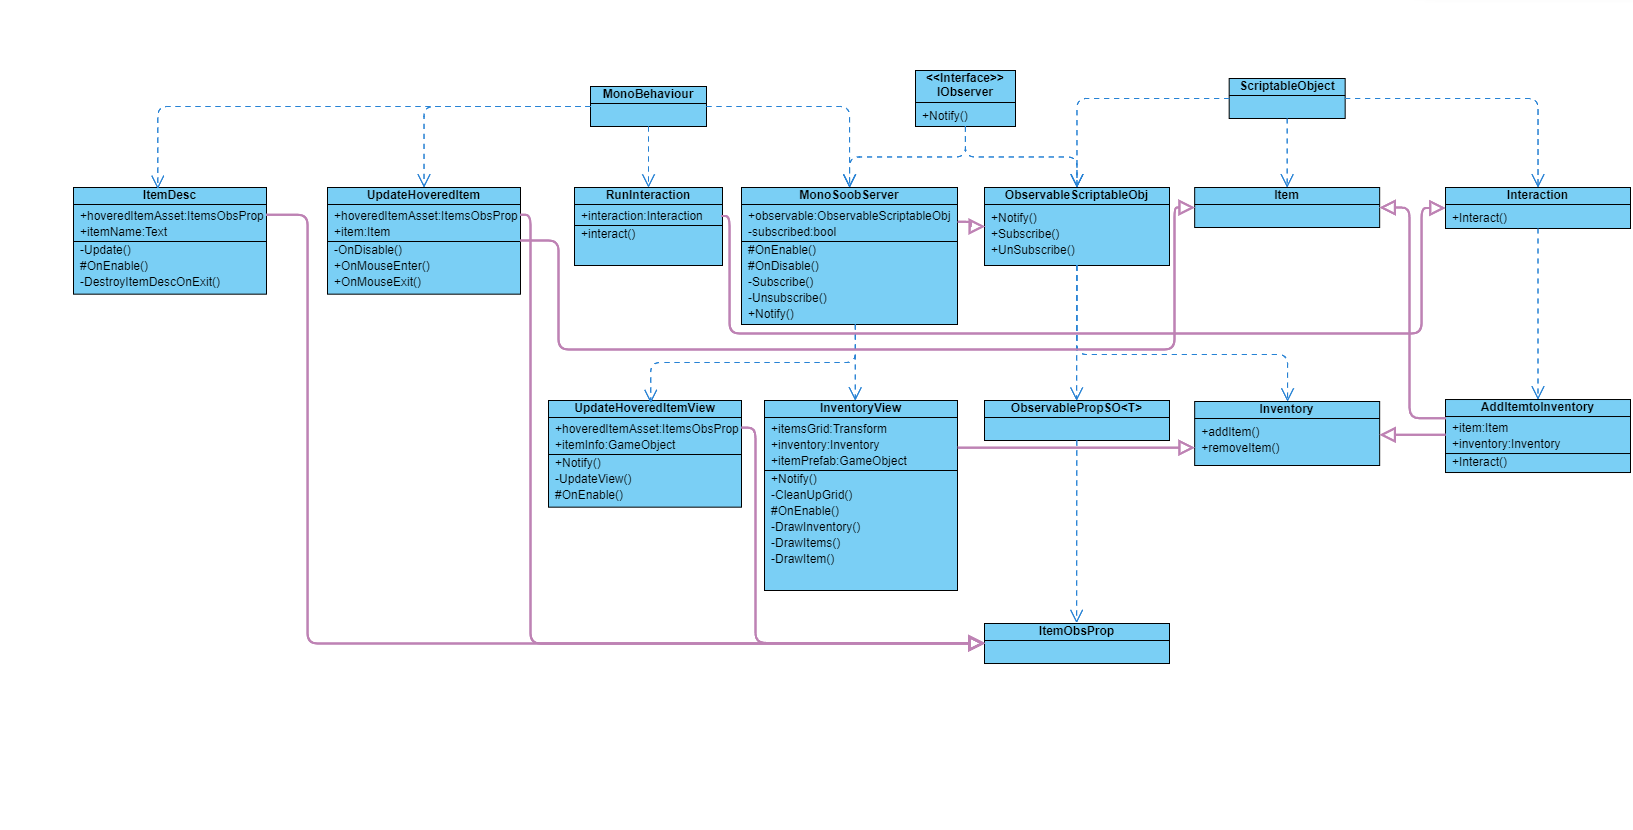 MonoBehaviour
<<Interface>>
IObserver
+Notify()
ScriptableObject
ItemDesc
+hoveredItemAsset:ItemsObsProp
+itemName:Text
-Update()
#OnEnable()
-DestroyItemDescOnExit()
UpdateHoveredItem
+hoveredItemAsset:ItemsObsProp
+item:Item
-OnDisable()
+OnMouseEnter()
+OnMouseExit()
RunInteraction
+interaction:Interaction
+interact()
MonoSoobServer
+observable:ObservableScriptableObj
-subscribed:bool
#OnEnable()
#OnDisable()
-Subscribe()
-Unsubscribe()
+Notify()
ObservableScriptableObj
+Notify()
+Subscribe()
+UnSubscribe()
Item
Interaction
+Interact()
UpdateHoveredItemView
+hoveredItemAsset:ItemsObsProp
+itemInfo:GameObject
+Notify()
-UpdateView()
#OnEnable()
InventoryView
+itemsGrid:Transform
+inventory:Inventory
+itemPrefab:GameObject
+Notify()
-CleanUpGrid()
#OnEnable()
-DrawInventory()
-DrawItems()
-DrawItem()
ObservablePropSO<T>
Inventory
+addItem()
+removeItem()
AddItemtoInventory
+item:Item
+inventory:Inventory
+Interact()
ItemObsProp